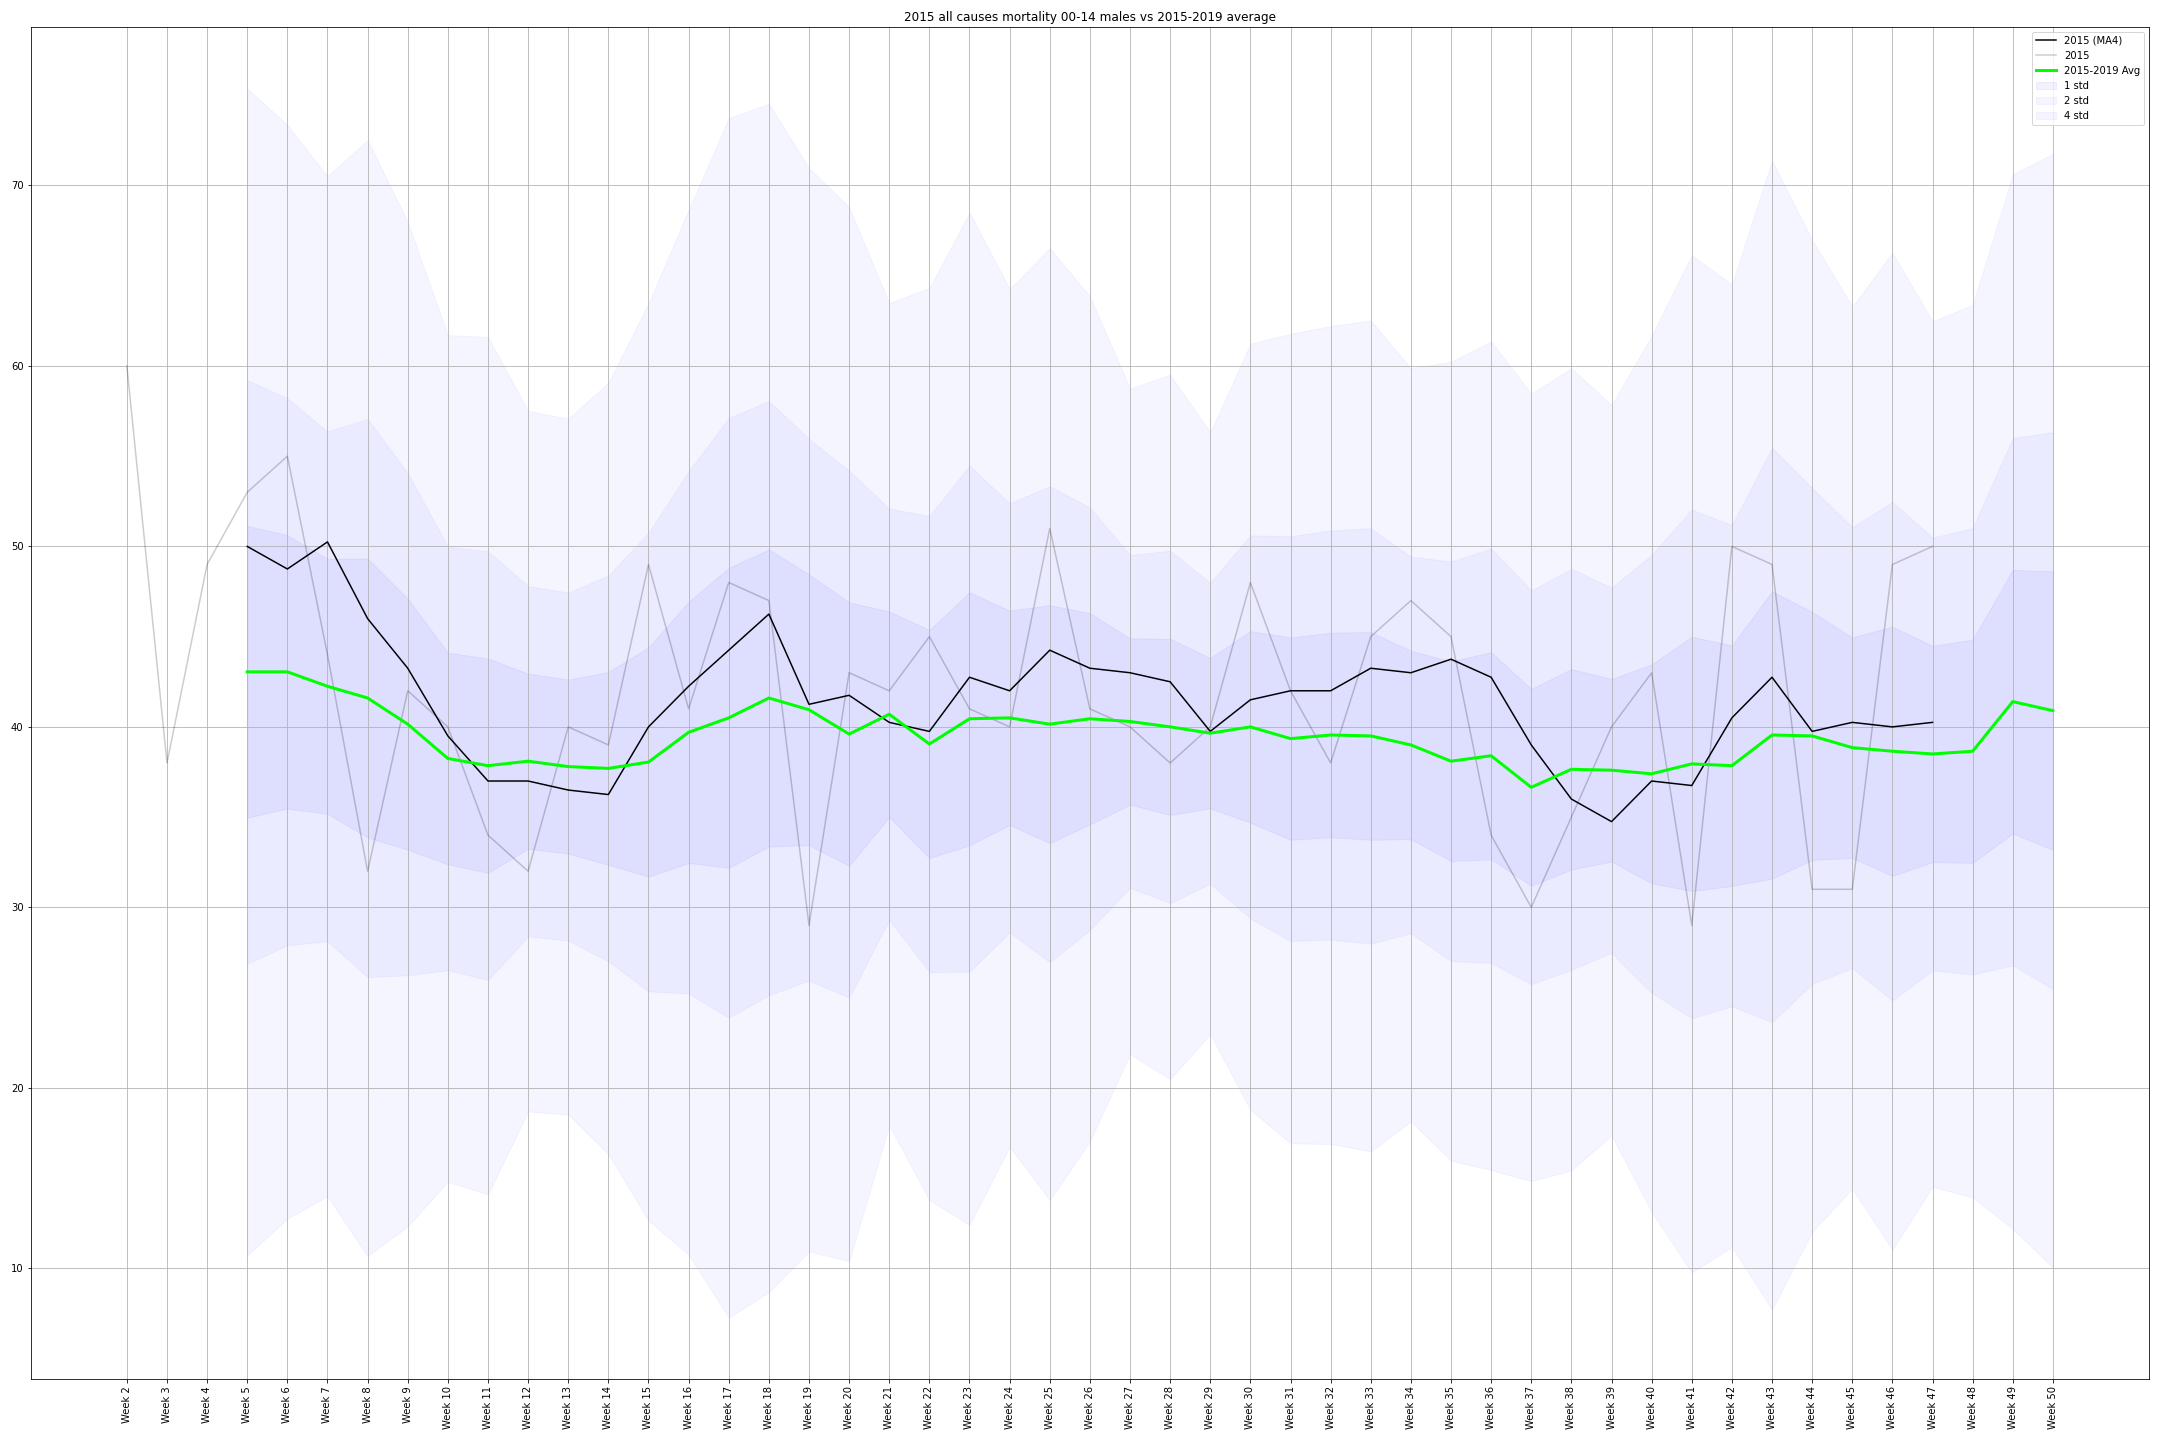 2015 all causes mortality 00-14 males vs 2015-2019 average
2015 (MA4)
2015
2015-2019 Avg
1 std
2 std
4 std
70
60
50
40
30
20
10
Week 2
Week 3
Week 4
Week 5
Week 6
Week 7
Week 8
Week 9
Week 10
Week 11
Week 12
Week 13
Week 14
Week 15
Week 16
Week 17
Week 18
Week 19
Week 20
Week 21
Week 22
Week 23
Week 24
Week 25
Week 26
Week 27
Week 28
Week 29
Week 30
Week 31
Week 32
Week 33
Week 34
Week 35
Week 36
Week 37
Week 38
Week 39
Week 40
Week 41
Week 42
Week 43
Week 44
Week 45
Week 46
Week 47
Week 48
Week 49
Week 50